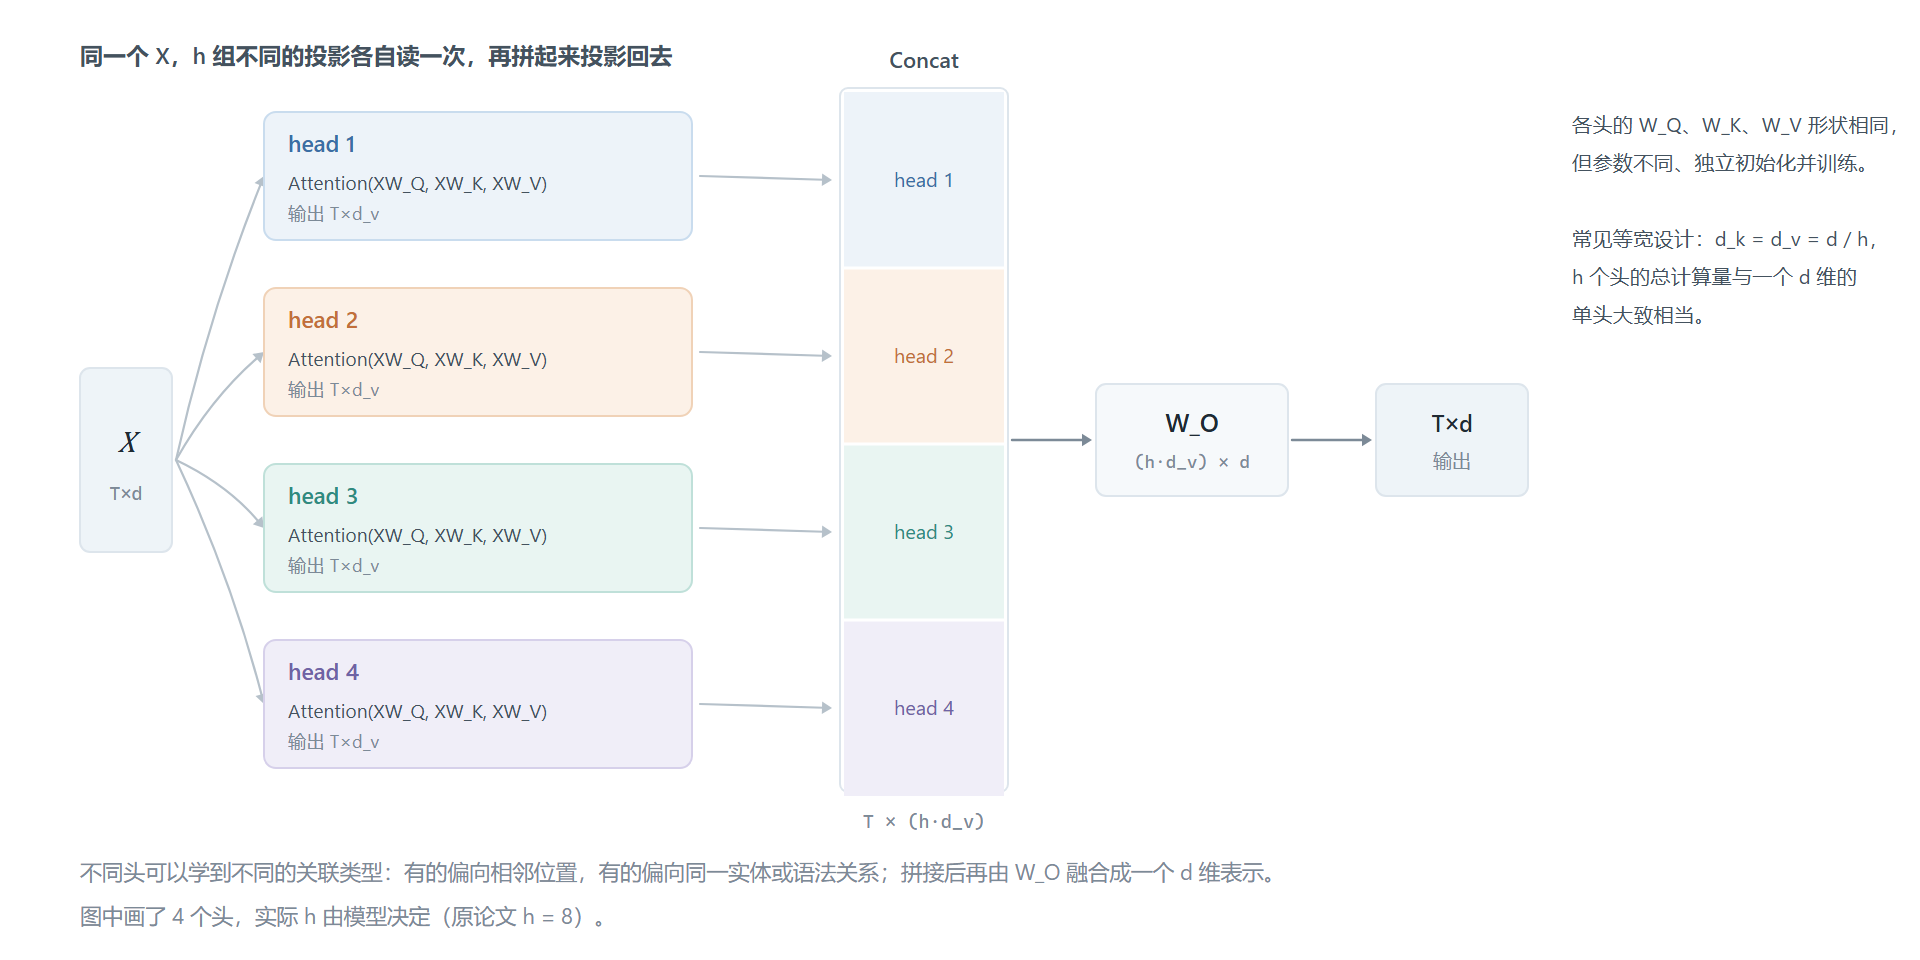 同一个 X，h 组不同的投影各自读一次，再拼起来投影回去
X
T×d
head 1
Attention(XW_Q, XW_K, XW_V)
输出 T×d_v
head 2
Attention(XW_Q, XW_K, XW_V)
输出 T×d_v
head 3
Attention(XW_Q, XW_K, XW_V)
输出 T×d_v
head 4
Attention(XW_Q, XW_K, XW_V)
输出 T×d_v
Concat
head 1
head 2
head 3
head 4
T × (h·d_v)
W_O
(h·d_v) × d
T×d
输出
各头的 W_Q、W_K、W_V 形状相同，
但参数不同、独立初始化并训练。
常见等宽设计：d_k = d_v = d / h，
h 个头的总计算量与一个 d 维的
单头大致相当。
不同头可以学到不同的关联类型：有的偏向相邻位置，有的偏向同一实体或语法关系；拼接后再由 W_O 融合成一个 d 维表示。
图中画了 4 个头，实际 h 由模型决定（原论文 h = 8）。